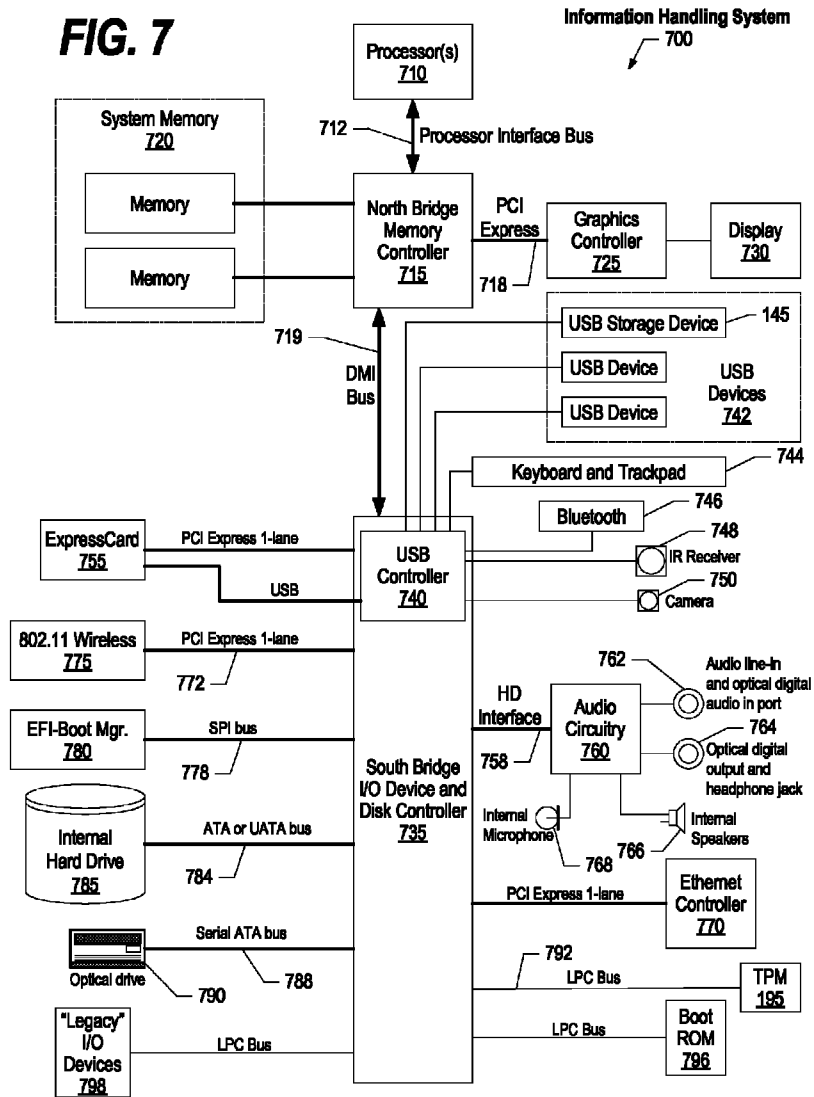 FIG. 7
Information Handling System
700
Processor(s)
710
712
Processor Interface Bus
System Memory
720
Memory
Memory
North Bridge
Memory
Controller
715
PCI
Express
718
Graphics
Controller
725
Display
730
719
DMI
Bus
USB Storage Device
145
USB Device
USB Device
USB
Devices
742
Keyboard and Trackpad
744
Bluetooth
746
748
IR Receiver
750
Camera
ExpressCard
755
PCI Express 1-lane
USB
USB
Controller
740
802.11 Wireless
775
PCI Express 1-lane
772
EFI-Boot Mgr.
780
SPI bus
778
South Bridge
I/O Device and
Disk Controller
735
HD
Interface
758
Audio
Circuitry
760
762
Audio line-in
and optical digital
audio in port
764
Optical digital
output and
headphone jack
Internal
Microphone
768
766
Internal
Speakers
Internal
Hard Drive
785
ATA or UATA bus
784
PCI Express 1-lane
Ethernet
Controller
770
Serial ATA bus
788
Optical drive
790
792
LPC Bus
TPM
195
"Legacy"
I/O
Devices
798
LPC Bus
LPC Bus
Boot
ROM
796